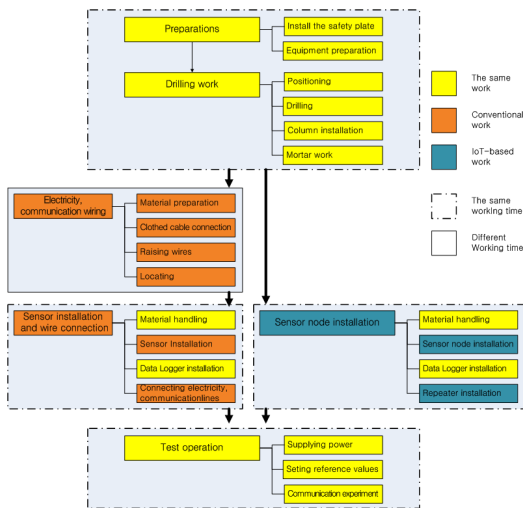 Preparations
Install the safety plate
Equipment preparation
Drilling work
Positioning
Drilling
Column installation
Mortar work
The same
work
Conventional
work
IoT-based
work
The same
working time
Different
Working time
Electricity,
communication wiring
Material preparation
Clothed cable connection
Raising wires
Locating
Sensor installation
and wire connection
Material handling
Sensor Installation
Data Logger installation
Connecting electricity,
communicationlines
Sensor node installation
Material handling
Sensor node installation
Data Logger installation
Repeater installation
Test operation
Supplying power
Seting reference values
Communication experiment